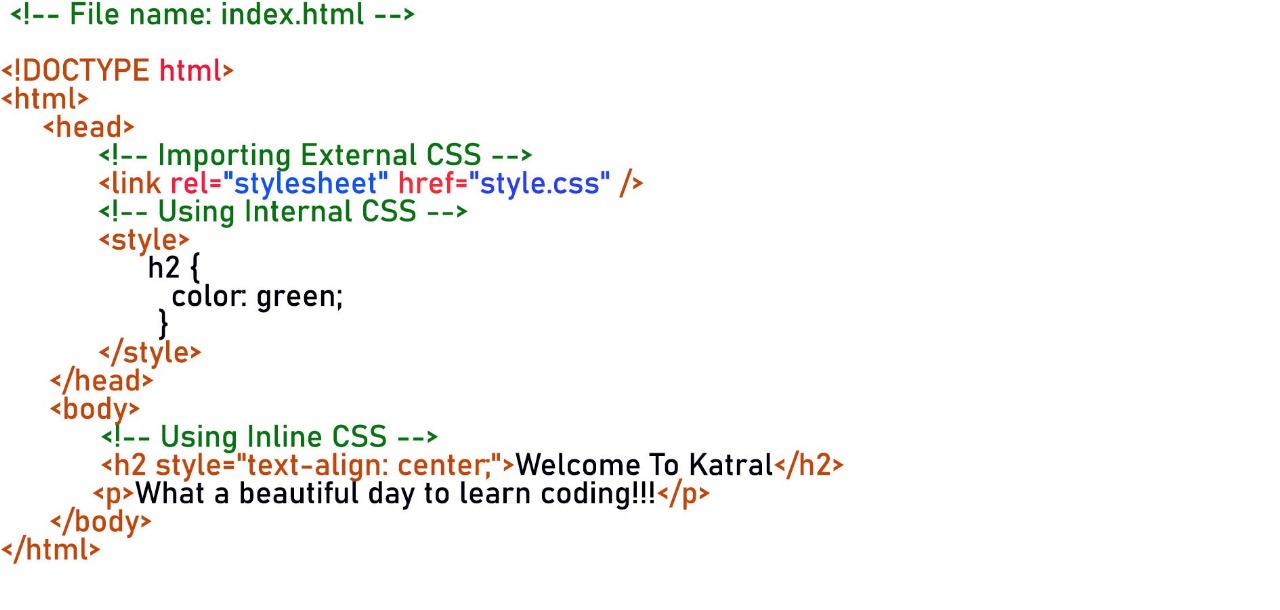 <!-- File name: index.html -->
<!DOCTYPE html>
<html>
<head>
<!-- Importing External CSS -->
<link rel="stylesheet" href="style.css" />
<!-- Using Internal CSS -->
<style>
h2 {
color: green;
}
</style>
</head>
<body>
<!-- Using Inline CSS -->
<h2 style="text-align: center;">Welcome To Katral</h2>
<p>What a beautiful day to learn coding!!!</p>
</body>
</html>